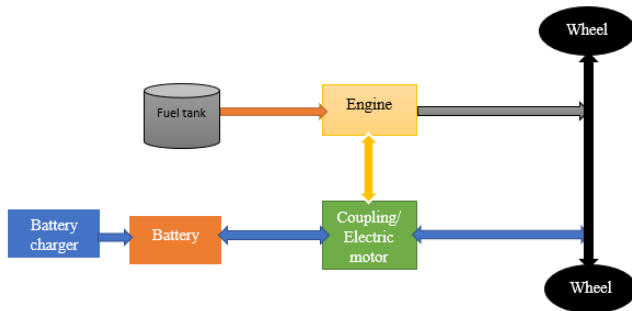 Wheel
Fuel tank
Engine
Battery
charger
Battery
Coupling/
Electric
motor
Wheel